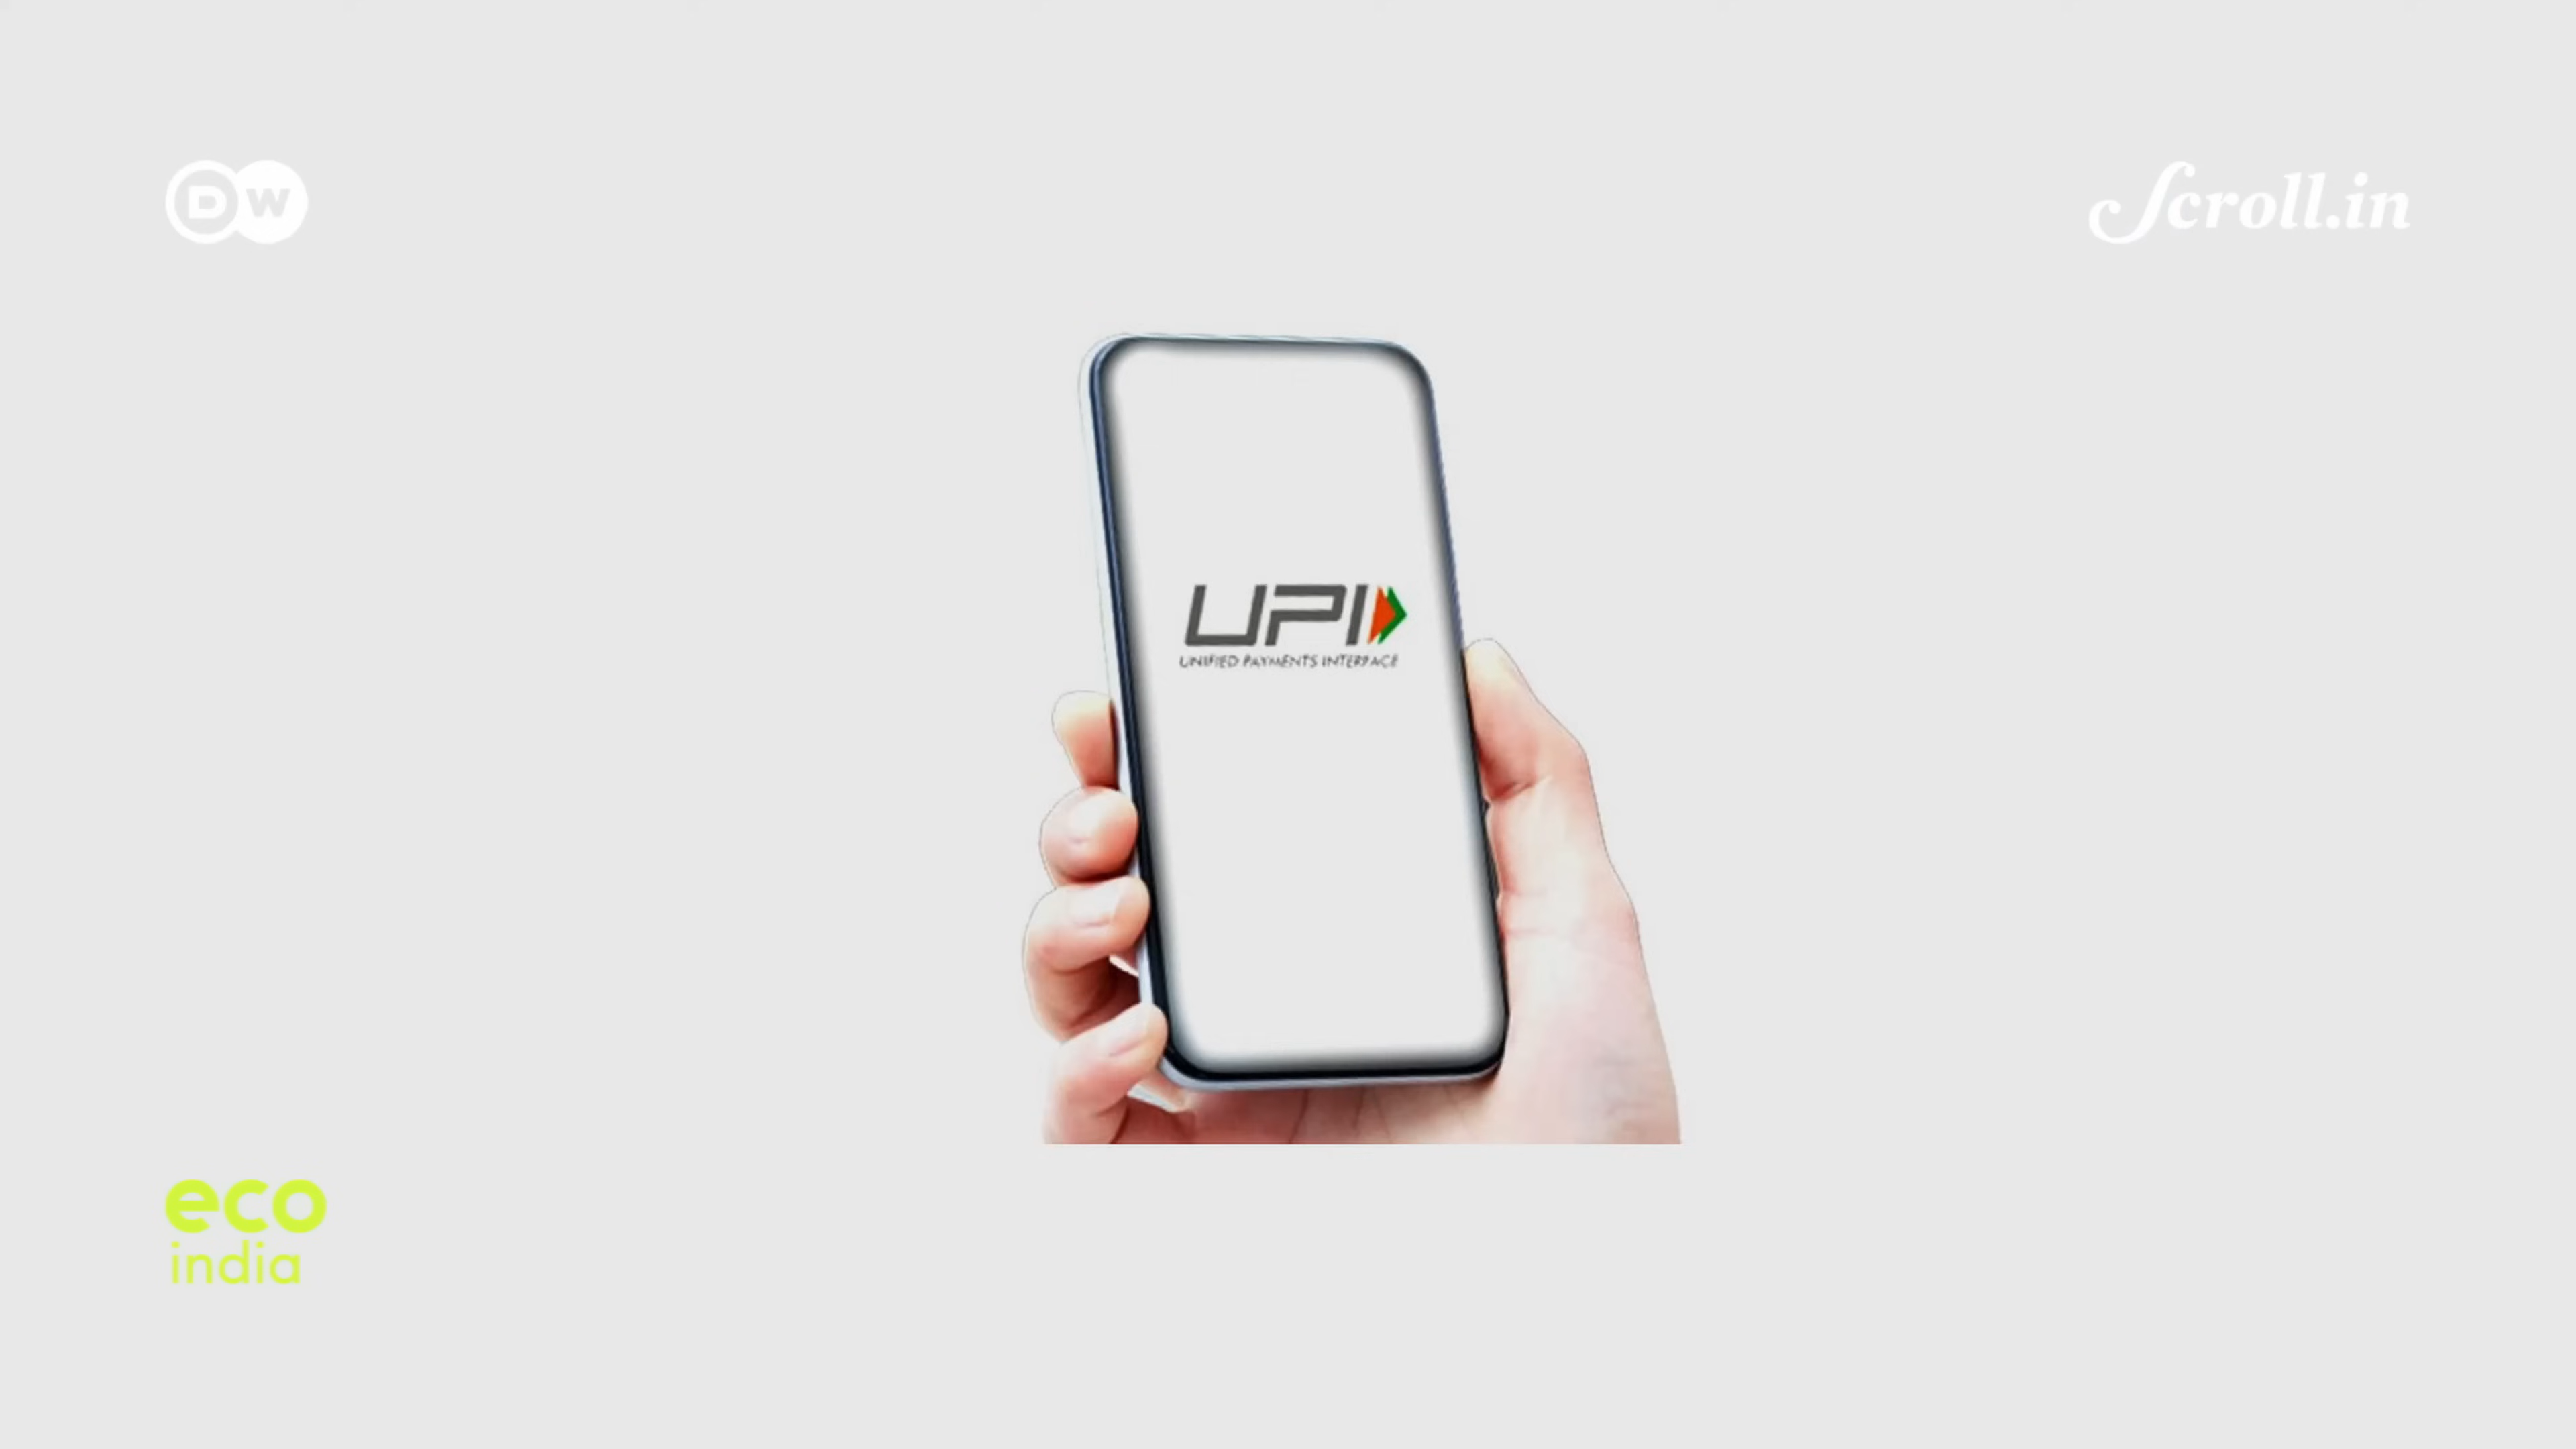 DW
Scroll.in
UPI
UNIFIED PAYMENTS INTERFACE
eco
india